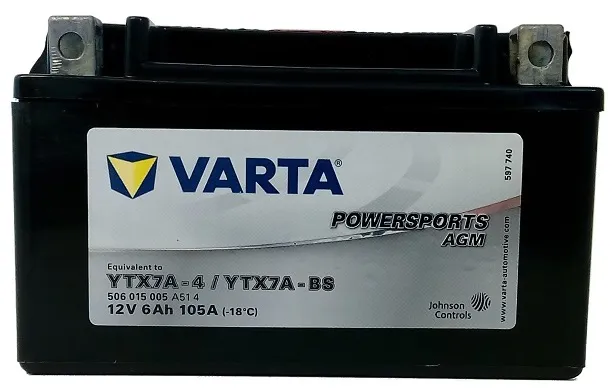 VARTA®
POWERSPORTS
AGM
Equivalent to
YTX7A-4 / YTX7A-BS
506 015 005 A51 4
12V 6Ah 105A (-18°C)
Johnson
Controls
www.varta-automotive.com
597 740